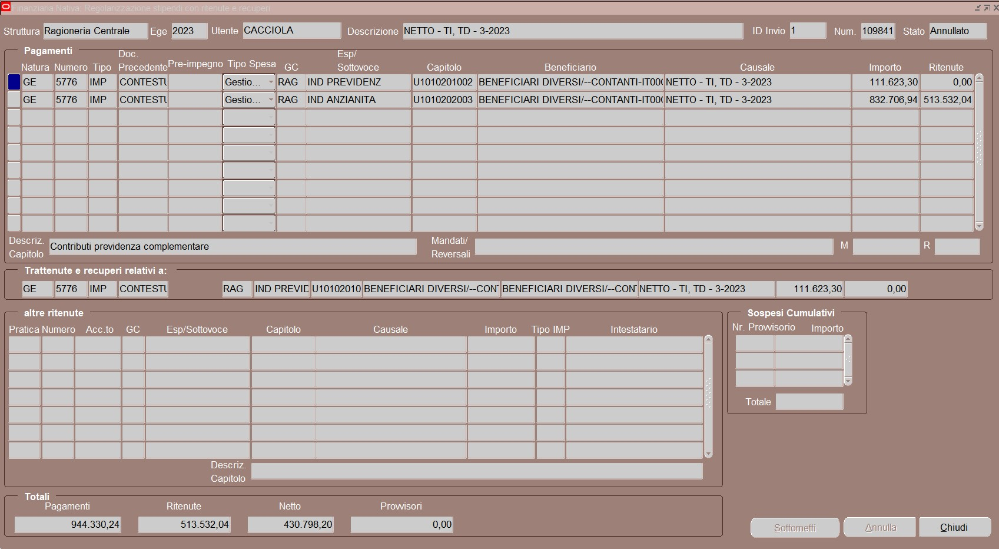 Finanziaria Nativa: Regolarizzazione stipendi con ritenute e recuperi
Struttura Ragioneria Centrale Ege 2023 Utente CACCIOLA Descrizione NETTO - TI, TD - 3-2023 ID Invio 1 Num. 109841 Stato Annullato
Pagamenti
Natura Numero Tipo Doc. Precedente Pre-impegno Tipo Spesa GC Esp/ Sottovoce Capitolo Beneficiario Causale Importo Ritenute
GE 5776 IMP CONTESTU Gestio... RAG IND PREVIDENZ U1010201002 BENEFICIARI DIVERSI/--CONTANTI-IT00 NETTO - TI, TD - 3-2023 111.623,30 0,00
GE 5776 IMP CONTESTU Gestio... RAG IND ANZIANITA U1010202003 BENEFICIARI DIVERSI/--CONTANTI-IT00 NETTO - TI, TD - 3-2023 832.706,94 513.532,04
Descriz. Capitolo Contributi previdenza complementare Mandati/ Reversali M R
Trattenute e recuperi relativi a:
GE 5776 IMP CONTESTU RAG IND PREVID U10102010 BENEFICIARI DIVERSI/--CONT BENEFICIARI DIVERSI/--CONT NETTO - TI, TD - 3-2023 111.623,30 0,00
altre ritenute
Pratica Numero Acc.to GC Esp/Sottovoce Capitolo Causale Importo Tipo IMP Intestatario
Descriz. Capitolo
Sospesi Cumulativi
Nr. Provvisorio Importo
Totale
Totali
Pagamenti Ritenute Netto Provvisori
944.330,24 513.532,04 430.798,20 0,00
Sottometti Annulla Chiudi